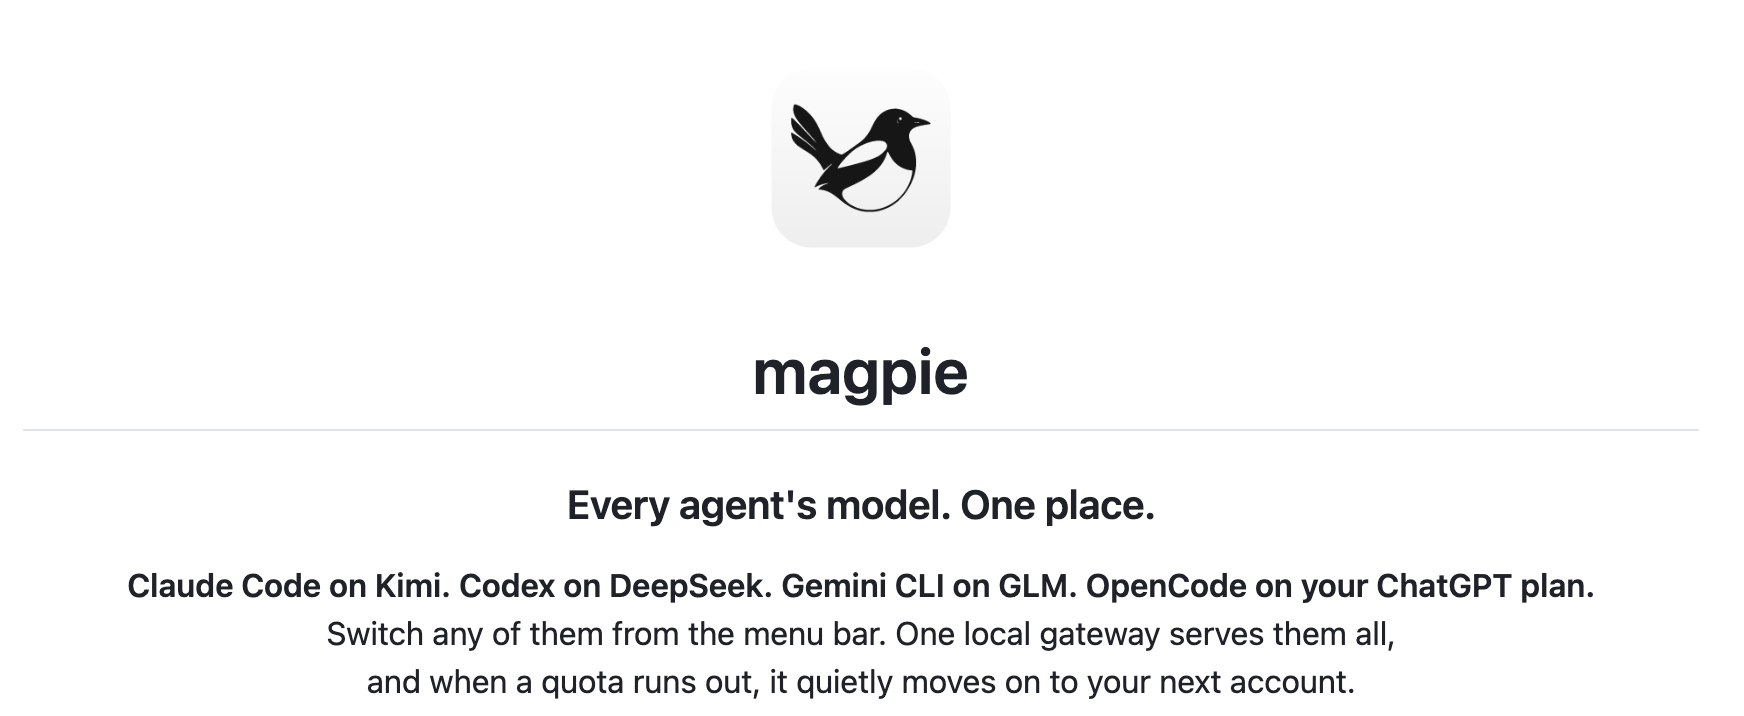 magpie
Every agent's model. One place.
Claude Code on Kimi. Codex on DeepSeek. Gemini CLI on GLM. OpenCode on your ChatGPT plan.
Switch any of them from the menu bar. One local gateway serves them all,
and when a quota runs out, it quietly moves on to your next account.